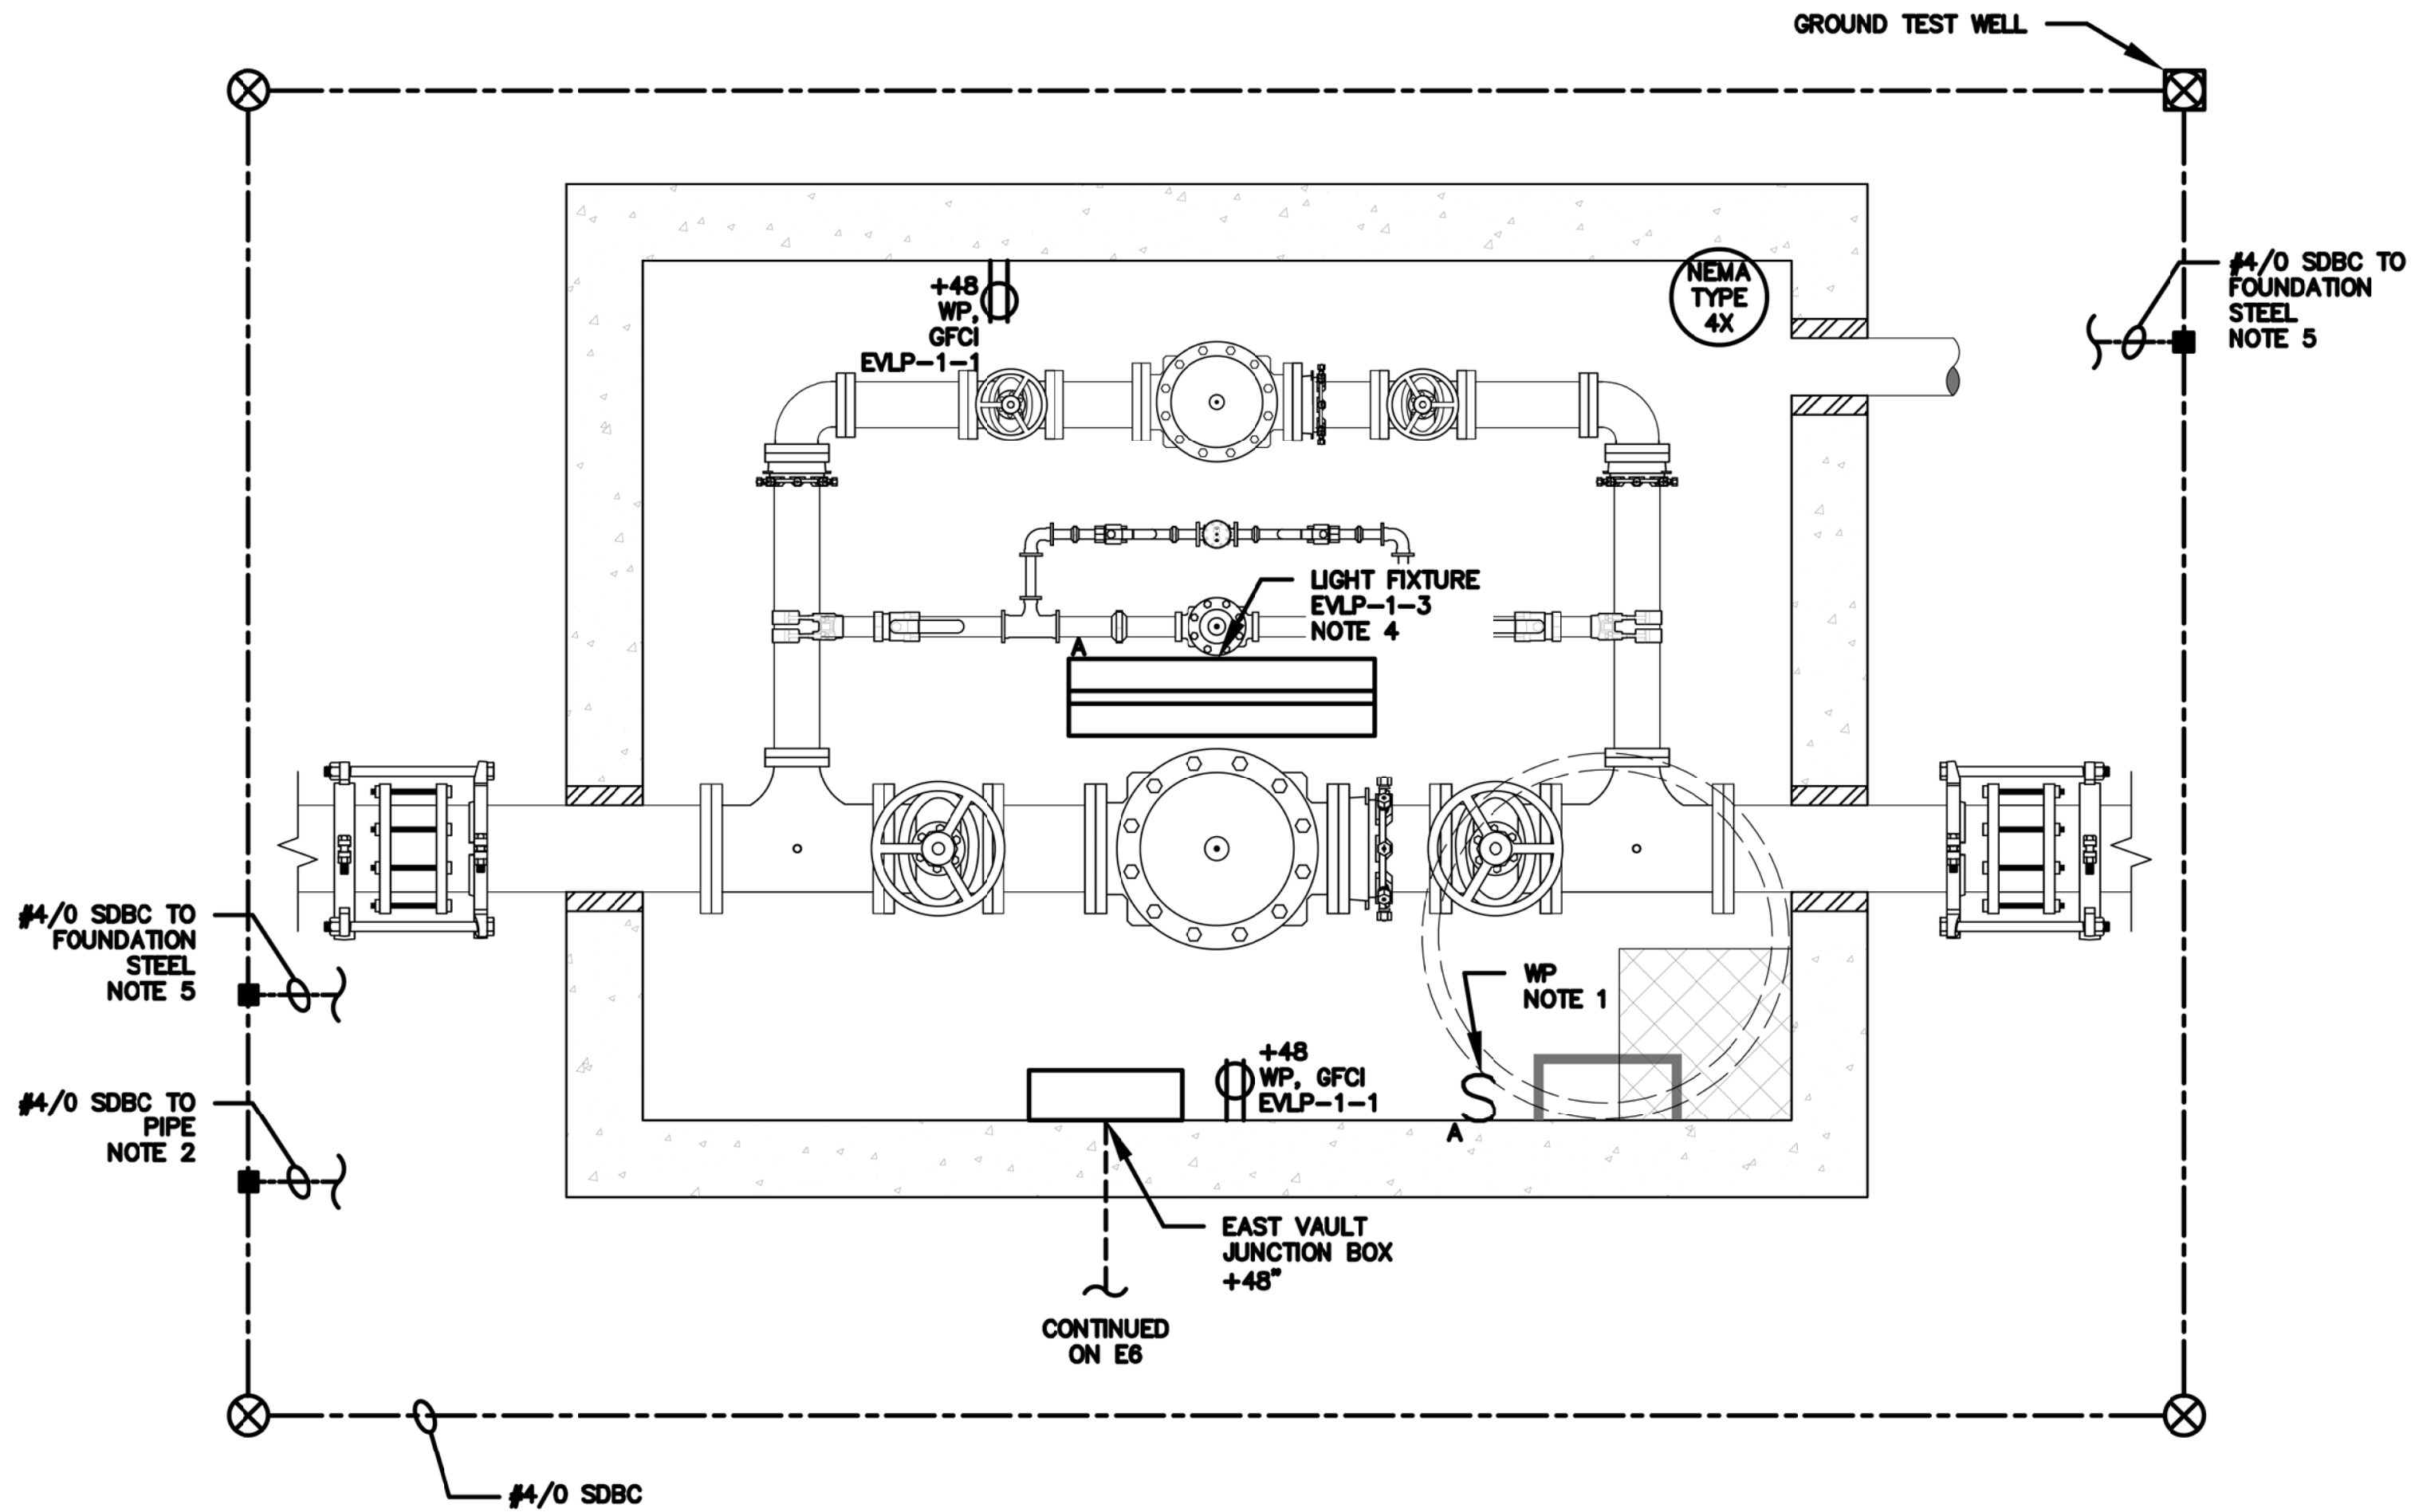 GROUND TEST WELL
#4/0 SDBC TO
FOUNDATION
STEEL
NOTE 5
NEMA
TYPE
4X
+48
WP,
GFCI
EVLP-1-1
LIGHT FIXTURE
EVLP-1-3
NOTE 4
A
#4/0 SDBC TO
FOUNDATION
STEEL
NOTE 5
WP
NOTE 1
+48
WP, GFCI
EVLP-1-1
S
A
#4/0 SDBC TO
PIPE
NOTE 2
EAST VAULT
JUNCTION BOX
+48"
CONTINUED
ON E6
#4/0 SDBC